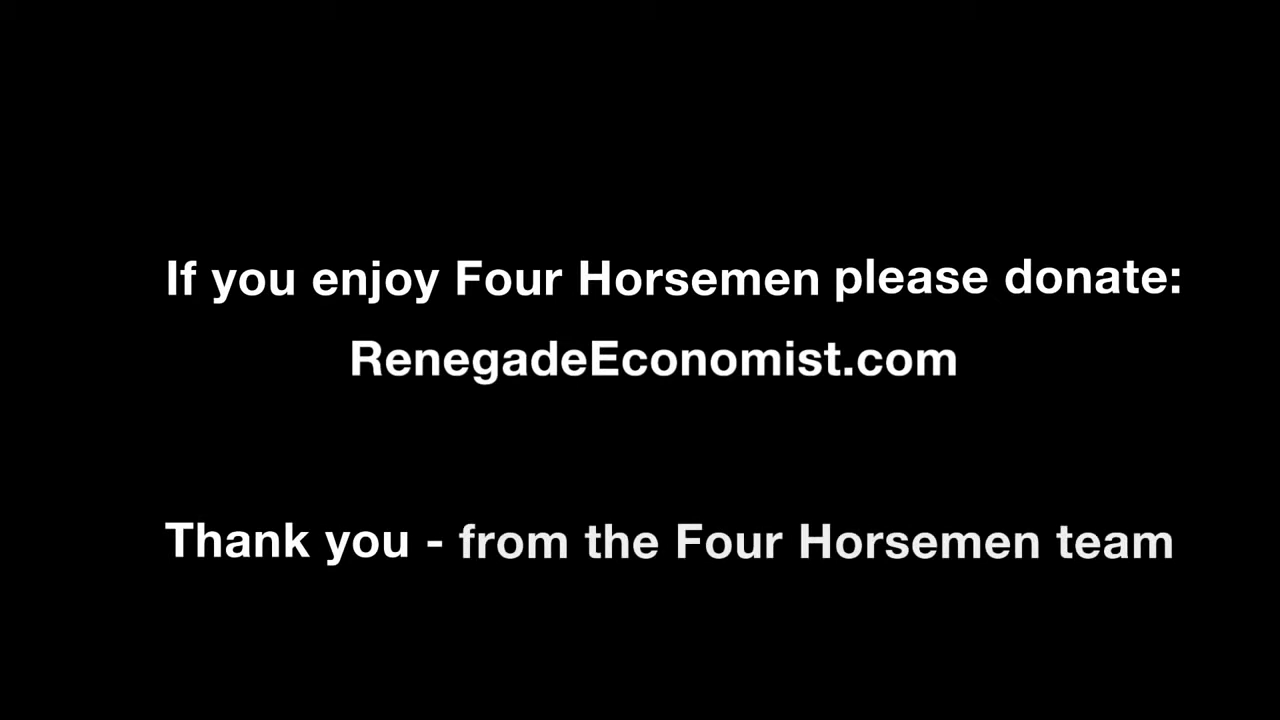 If you enjoy Four Horsemen please donate:
RenegadeEconomist.com
Thank you - from the Four Horsemen team